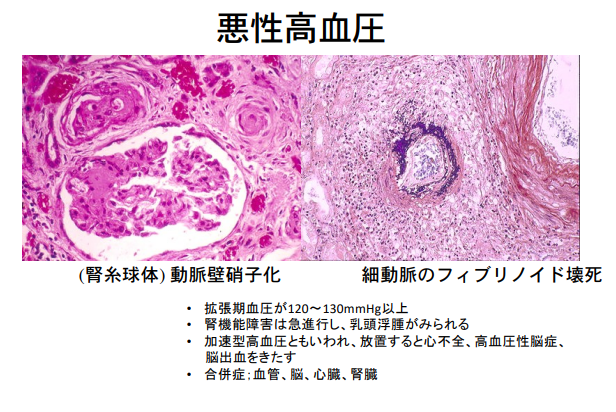 悪性高血圧
(腎糸球体) 動脈壁硝子化
細動脈のフィブリノイド壊死
• 拡張期血圧が120～130mmHg以上
• 腎機能障害は急進行し、乳頭浮腫がみられる
• 加速型高血圧ともいわれ、放置すると心不全、高血圧性脳症、
脳出血をきたす
• 合併症；血管、脳、心臓、腎臓